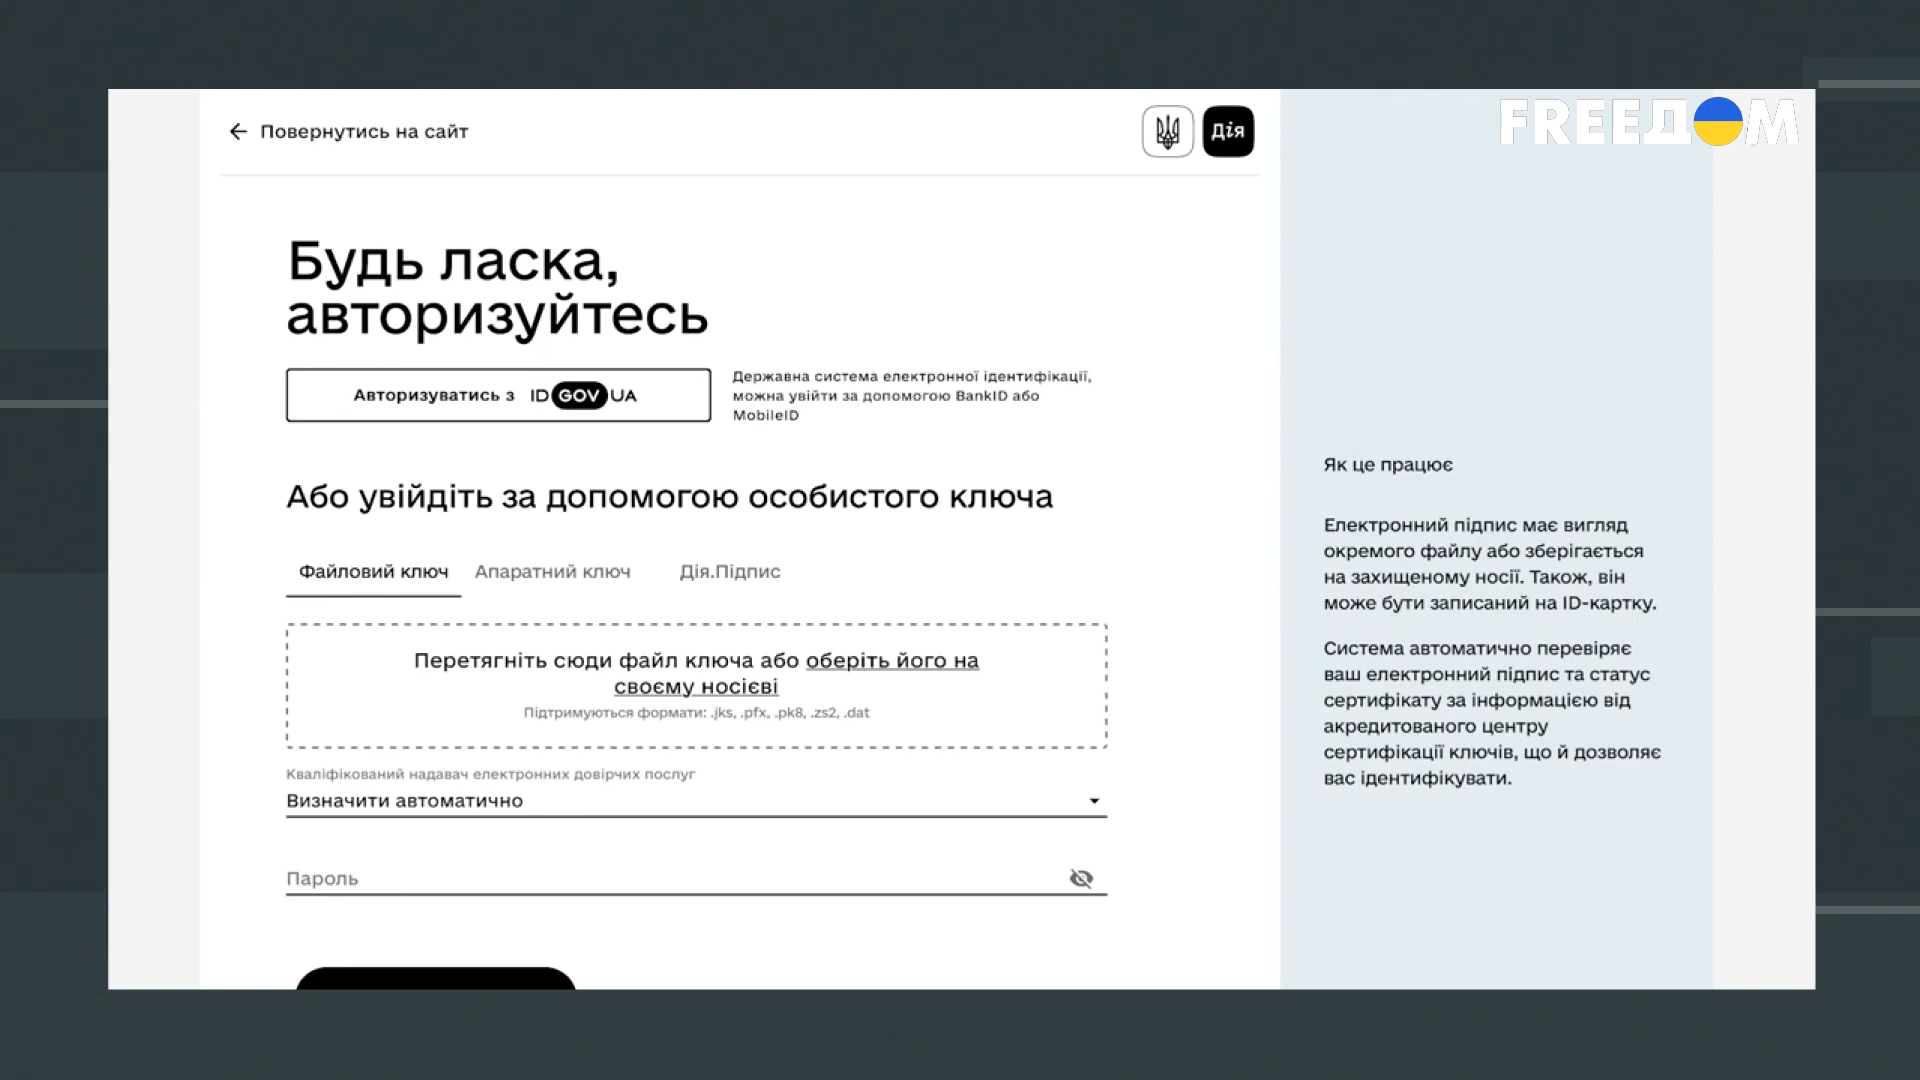 FREEДOM
Повернутись на сайт
Дія
Будь ласка,
авторизуйтесь
Авторизуватись з ID GOV UA
Державна система електронної ідентифікації,
можна увійти за допомогою BankID або
MobileID
Або увійдіть за допомогою особистого ключа
Файловий ключ Апаратний ключ Дія.Підпис
Перетягніть сюди файл ключа або оберіть його на
своєму носієві
Підтримуються формати: .jks, .pfx, .pk8, .zs2, .dat
Кваліфікований надавач електронних довірчих послуг
Визначити автоматично
Пароль
Як це працює
Електронний підпис має вигляд
окремого файлу або зберігається
на захищеному носії. Також, він
може бути записаний на ID-картку.
Система автоматично перевіряє
ваш електронний підпис та статус
сертифікату за інформацією від
акредитованого центру
сертифікації ключів, що й дозволяє
вас ідентифікувати.